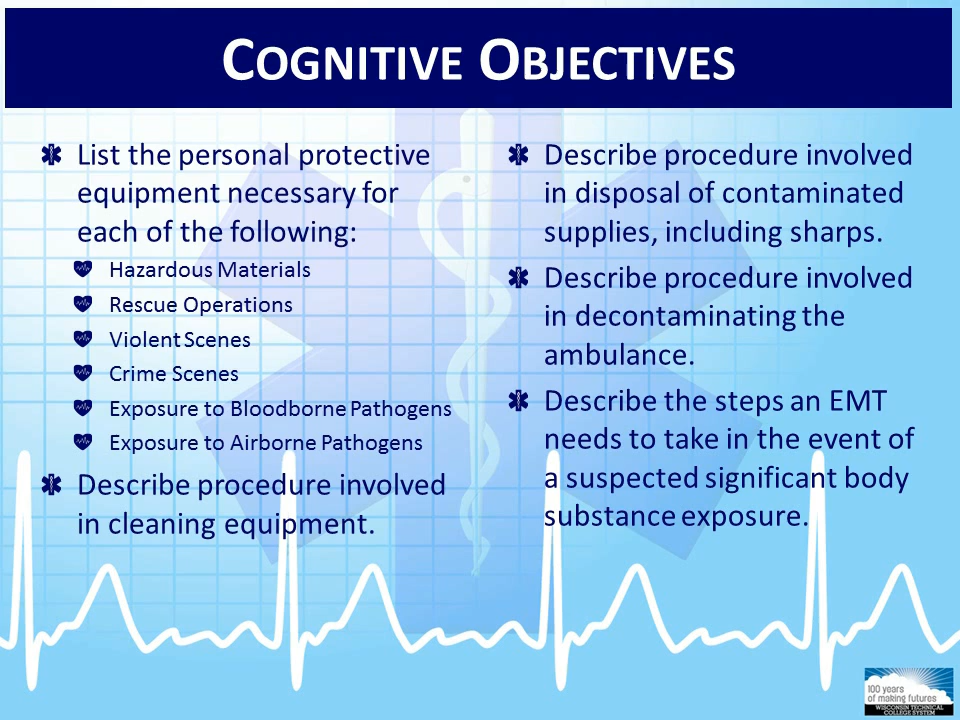 COGNITIVE OBJECTIVES
List the personal protective
equipment necessary for
each of the following:
Hazardous Materials
Rescue Operations
Violent Scenes
Crime Scenes
Exposure to Bloodborne Pathogens
Exposure to Airborne Pathogens
Describe procedure involved
in cleaning equipment.
Describe procedure involved
in disposal of contaminated
supplies, including sharps.
Describe procedure involved
in decontaminating the
ambulance.
Describe the steps an EMT
needs to take in the event of
a suspected significant body
substance exposure.
100 years
of making futures
WISCONSIN TECHNICAL
COLLEGE SYSTEM